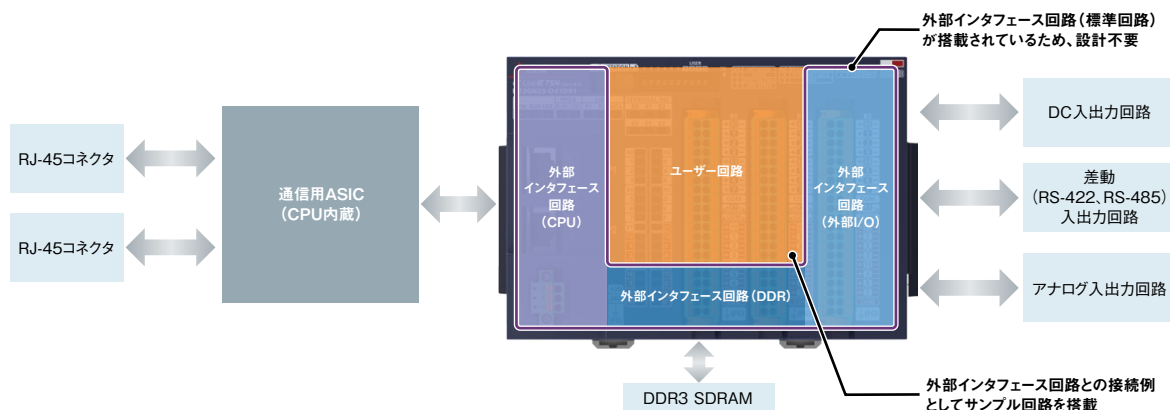 外部インタフェース回路（標準回路）
が搭載されているため、設計不要
RJ-45コネクタ
RJ-45コネクタ
通信用ASIC
（CPU内蔵）
外部
インタフェース
回路
（CPU）
ユーザー回路
外部
インタフェース
回路
（外部I/O）
外部インタフェース回路（DDR）
DC入出力回路
差動
（RS-422、RS-485）
入出力回路
アナログ入出力回路
DDR3 SDRAM
外部インタフェース回路との接続例
としてサンプル回路を搭載